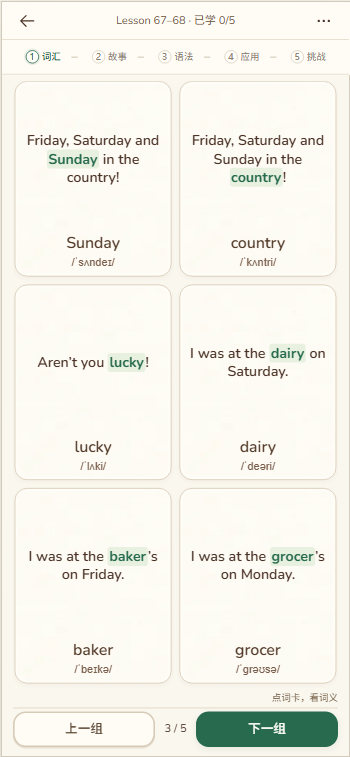 Lesson 67–68 · 已学 0/5
1 词汇 – 2 故事 – 3 语法 – 4 应用 – 5 挑战
Friday, Saturday and
Sunday in the
country!
Sunday
/ˈsʌndeɪ/
Friday, Saturday and
Sunday in the
country!
country
/ˈkʌntri/
Aren't you lucky!
lucky
/ˈlʌki/
I was at the dairy on
Saturday.
dairy
/ˈdeəri/
I was at the baker's
on Friday.
baker
/ˈbeɪkə/
I was at the grocer's
on Monday.
grocer
/ˈɡrəʊsə/
点词卡，看词义
上一组
3 / 5
下一组